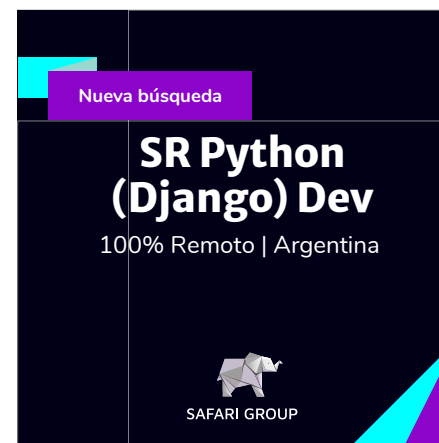 Nueva búsqueda
SR Python
(Django) Dev
100% Remoto | Argentina
SAFARI GROUP